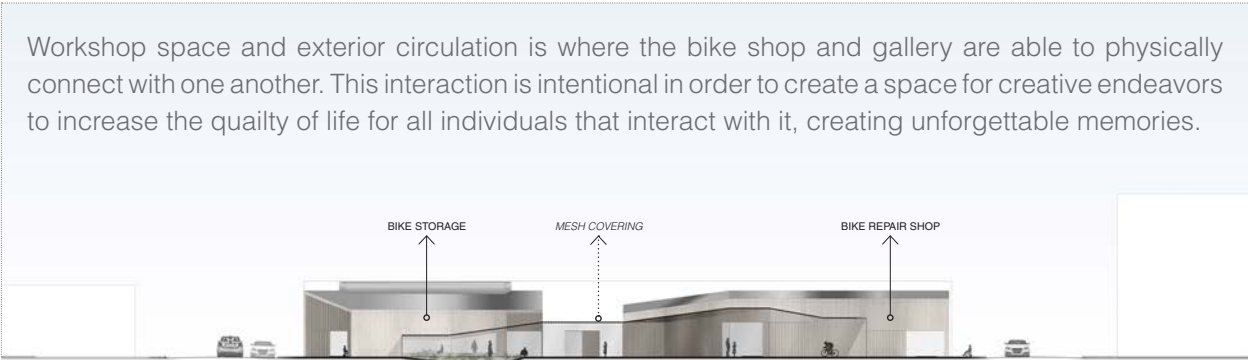 Workshop space and exterior circulation is where the bike shop and gallery are able to physically
connect with one another. This interaction is intentional in order to create a space for creative endeavors
to increase the quailty of life for all individuals that interact with it, creating unforgettable memories.
BIKE STORAGE MESH COVERING BIKE REPAIR SHOP